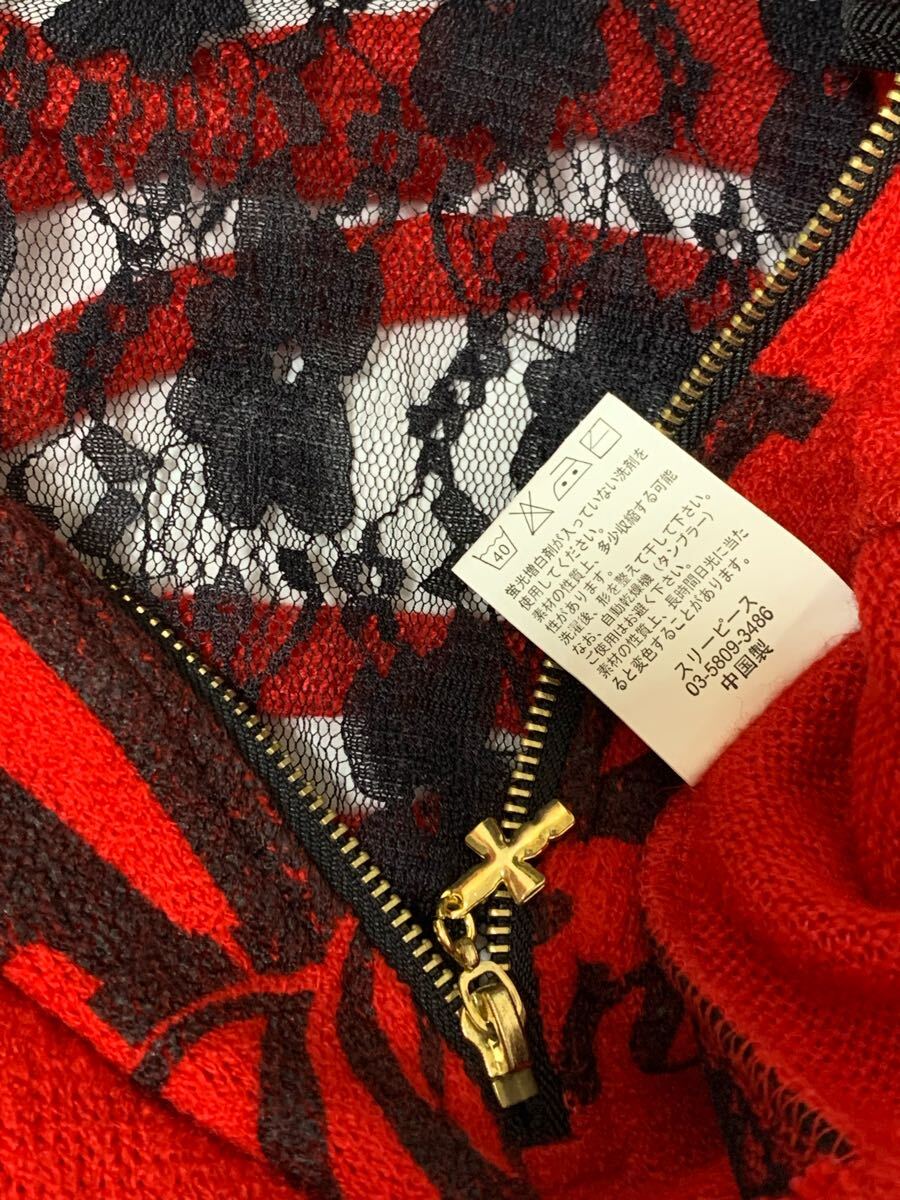 40
蛍光増白剤が入っていない洗剤を
使用してください。
素材の性質上、多少収縮する可能
性があります。
洗濯後、形を整えて干して下さい。
なお、自動乾燥機（タンブラー）の
ご使用はお避け下さい。
素材の性質上、長時間日光に当た
ると変色することがあります。
スリーピース
03-5809-3486
中国製